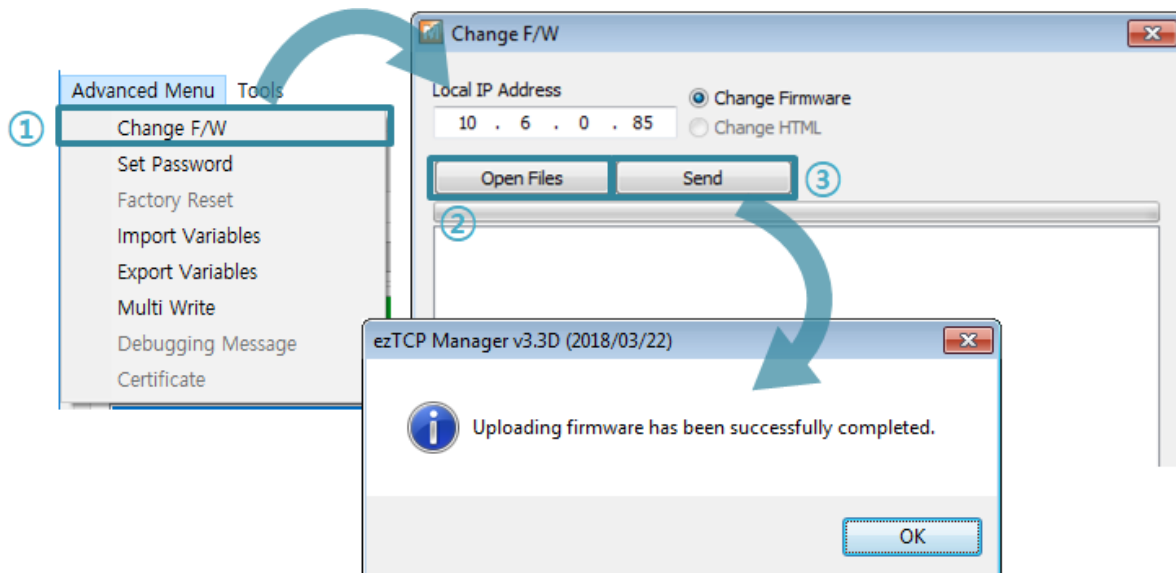 Advanced Menu Tools
① Change F/W
Set Password
Factory Reset
Import Variables
Export Variables
Multi Write
Debugging Message
Certificate
Change F/W
Local IP Address
10 . 6 . 0 . 85
Change Firmware
Change HTML
Open Files Send ③
②
ezTCP Manager v3.3D (2018/03/22)
Uploading firmware has been successfully completed.
OK